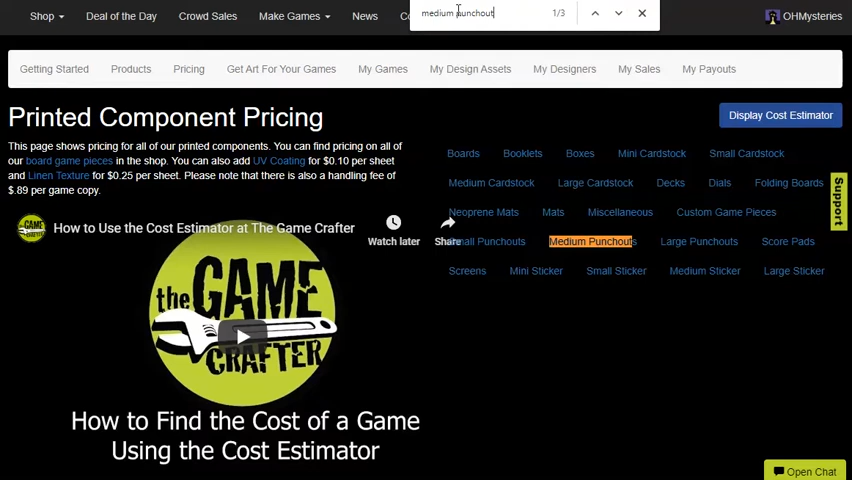 Shop Deal of the Day Crowd Sales Make Games News Co
medium punchout 1/3
OHMysteries
Getting Started Products Pricing Get Art For Your Games My Games My Design Assets My Designers My Sales My Payouts
Printed Component Pricing
Display Cost Estimator
This page shows pricing for all of our printed components. You can find pricing on all of
our board game pieces in the shop. You can also add UV Coating for $0.10 per sheet
and Linen Texture for $0.25 per sheet. Please note that there is also a handling fee of
$.89 per game copy.
Boards Booklets Boxes Mini Cardstock Small Cardstock
Medium Cardstock Large Cardstock Decks Dials Folding Boards
Neoprene Mats Mats Miscellaneous Custom Game Pieces
Small Punchouts Medium Punchouts Large Punchouts Score Pads
Screens Mini Sticker Small Sticker Medium Sticker Large Sticker
Support
How to Use the Cost Estimator at The Game Crafter
Watch later
Share
the
GAME
CRAFTER
How to Find the Cost of a Game
Using the Cost Estimator
Open Chat